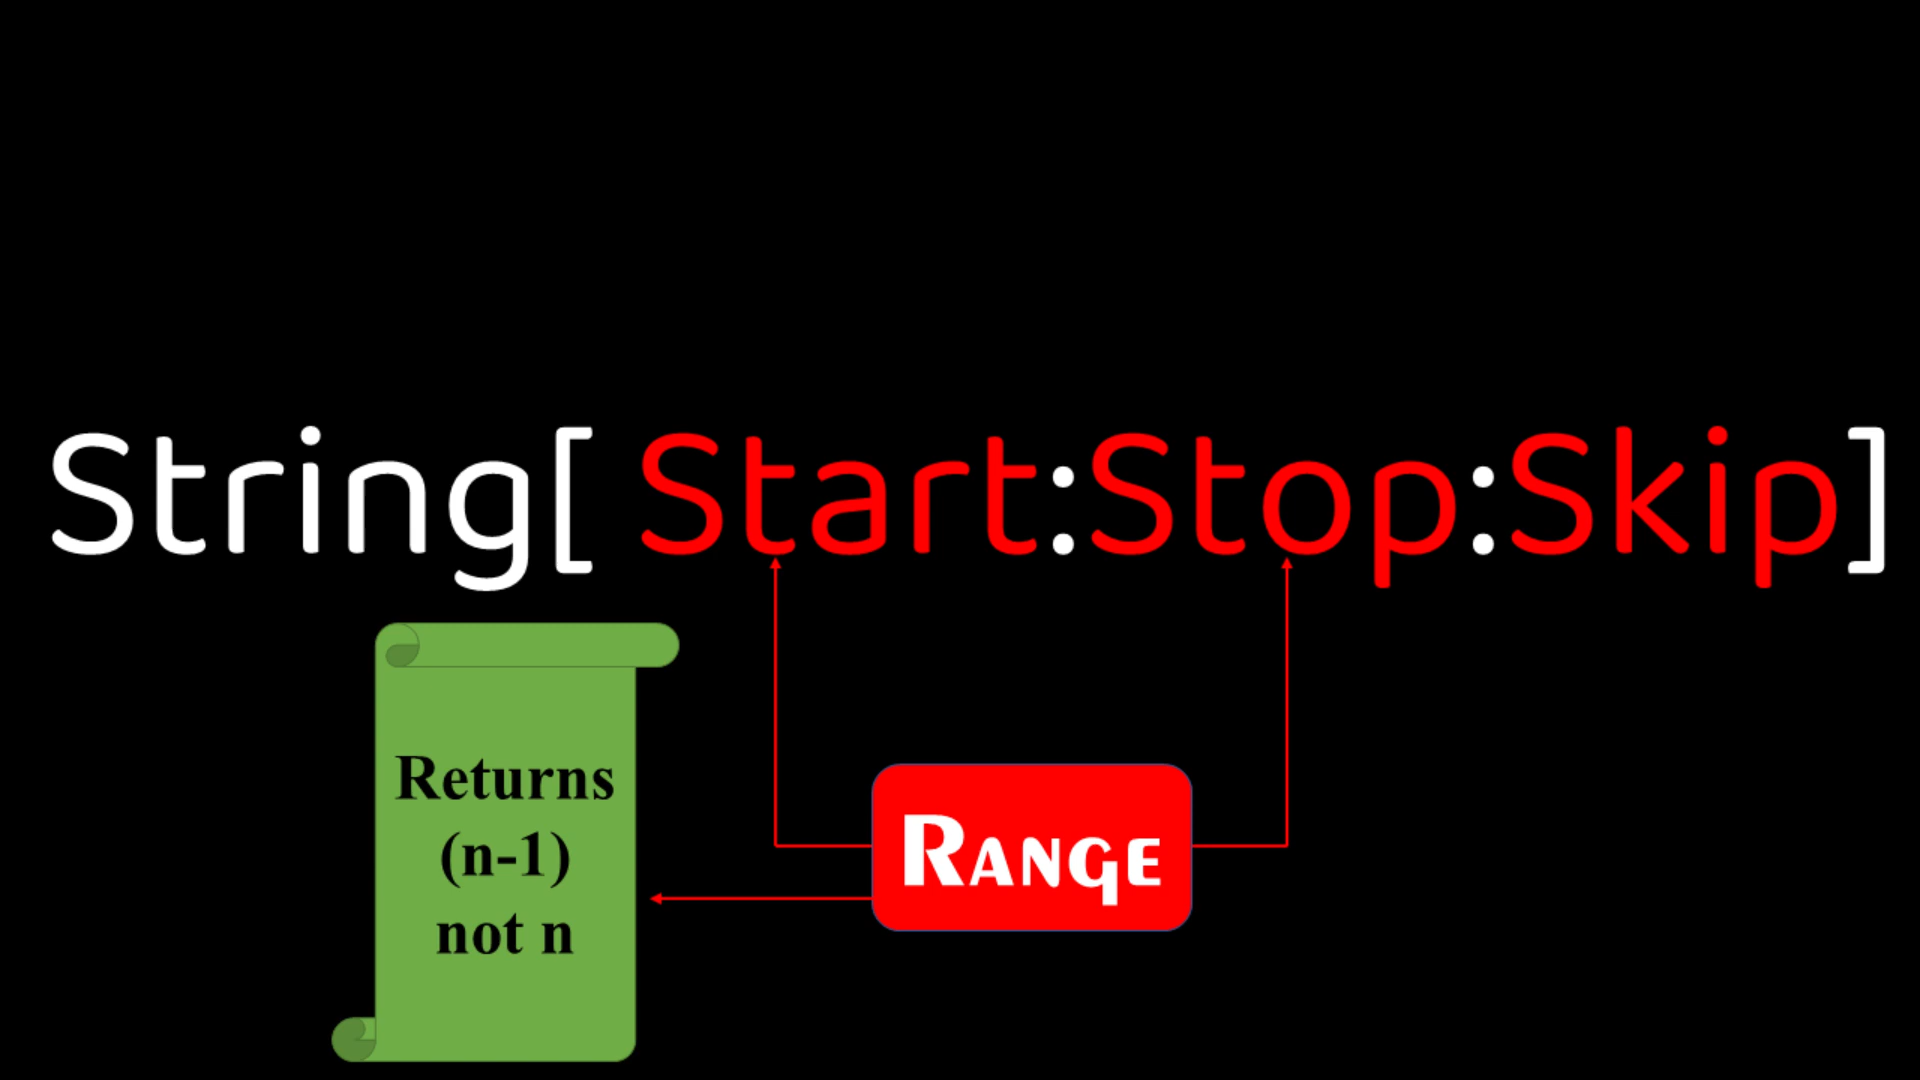 String[ Start:Stop:Skip]
Returns
(n-1)
not n
Range